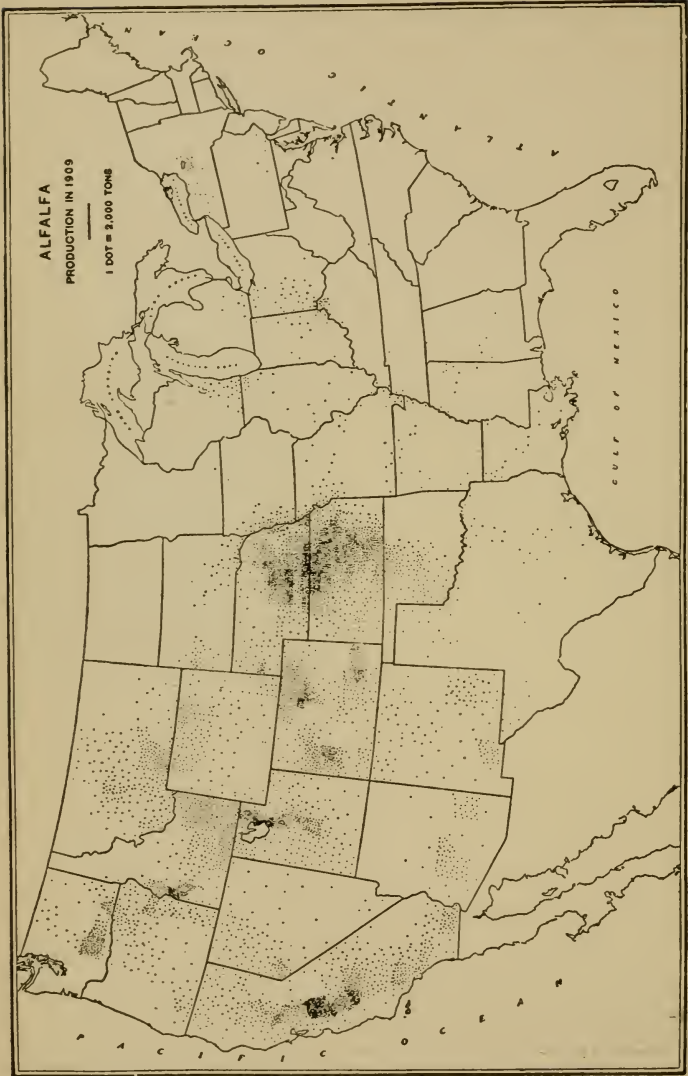 ALFALFA
PRODUCTION IN 1909
1 DOT = 2,000 TONS
ATLANTIC OCEAN
GULF OF MEXICO
PACIFIC OCEAN